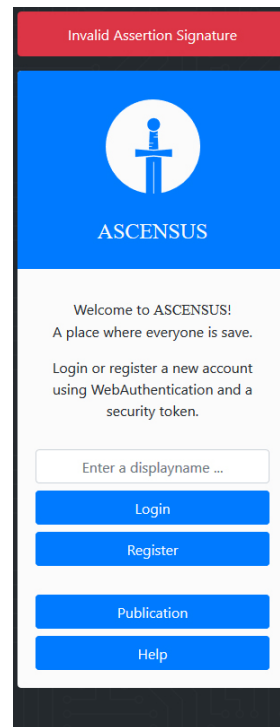 Invalid Assertion Signature
ASCENSUS
Welcome to ASCENSUS!
A place where everyone is save.
Login or register a new account
using WebAuthentication and a
security token.
Enter a displayname ...
Login
Register
Publication
Help